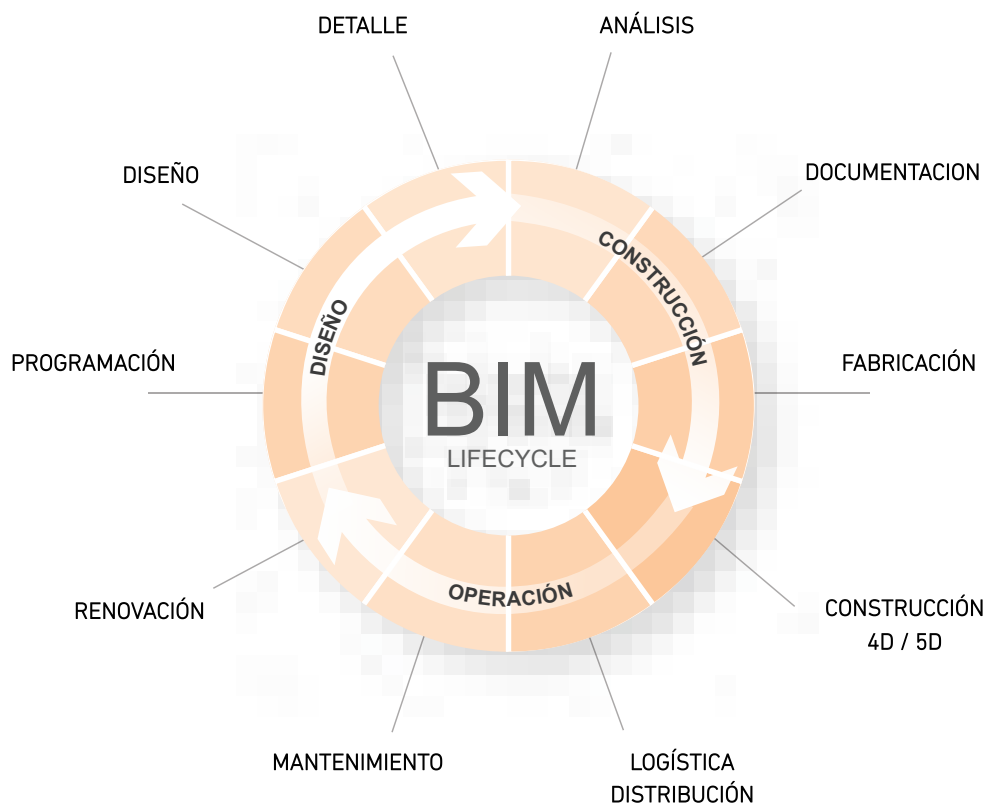 DETALLE
ANÁLISIS
DISEÑO
DOCUMENTACION
CONSTRUCCIÓN
DISEÑO
PROGRAMACIÓN
FABRICACIÓN
BIM
LIFECYCLE
OPERACIÓN
RENOVACIÓN
CONSTRUCCIÓN
4D / 5D
MANTENIMIENTO
LOGÍSTICA
DISTRIBUCIÓN